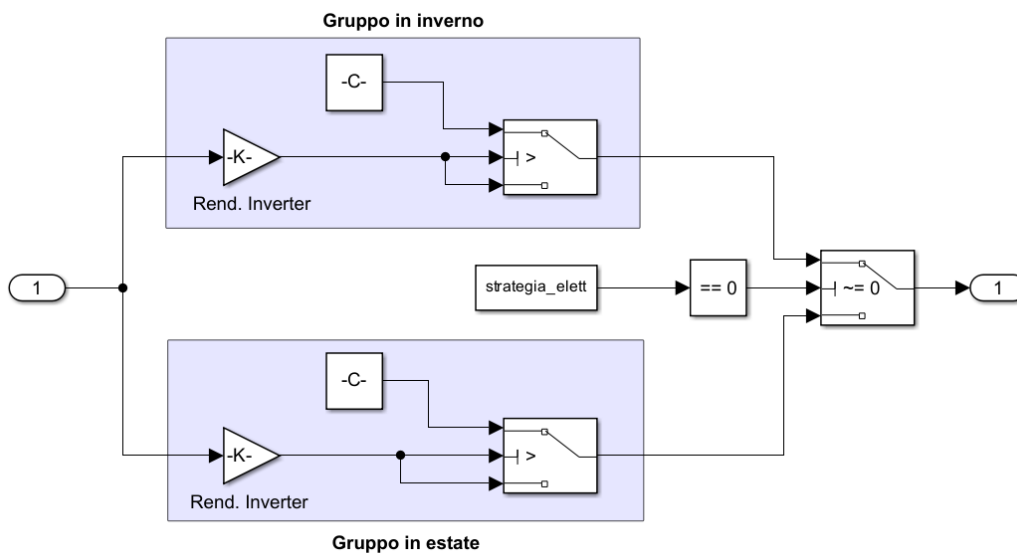 Gruppo in inverno
-C-
-K-
>
Rend. Inverter
1
strategia_elett
== 0
~= 0
1
-C-
-K-
>
Rend. Inverter
Gruppo in estate